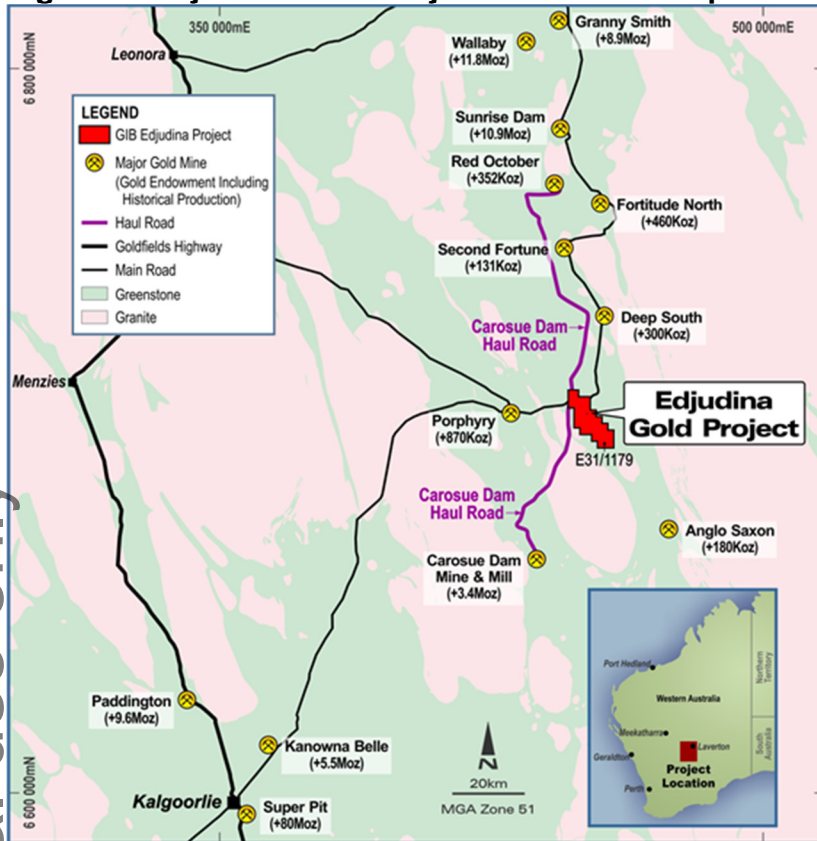 350 000mE
500 000mE
6 800 000mN
6 600 000mN
Leonora
Granny Smith
(+8.9Moz)
Wallaby
(+11.8Moz)
LEGEND
GIB Edjudina Project
Major Gold Mine
(Gold Endowment Including
Historical Production)
Haul Road
Goldfields Highway
Main Road
Greenstone
Granite
Sunrise Dam
(+10.9Moz)
Red October
(+352Koz)
Fortitude North
(+460Koz)
Second Fortune
(+131Koz)
Deep South
(+300Koz)
Carosue Dam
Haul Road
Menzies
Edjudina
Gold Project
Porphyry
(+870Koz)
E31/1179
Carosue Dam
Haul Road
Anglo Saxon
(+180Koz)
Carosue Dam
Mine & Mill
(+3.4Moz)
Paddington
(+9.6Moz)
Kanowna Belle
(+5.5Moz)
Kalgoorlie
Super Pit
(+80Moz)
N
20km
MGA Zone 51
Port Hedland
Northern
Territory
Western Australia
Meekatharra
South
Australia
Laverton
Geraldton
Project
Location
Perth